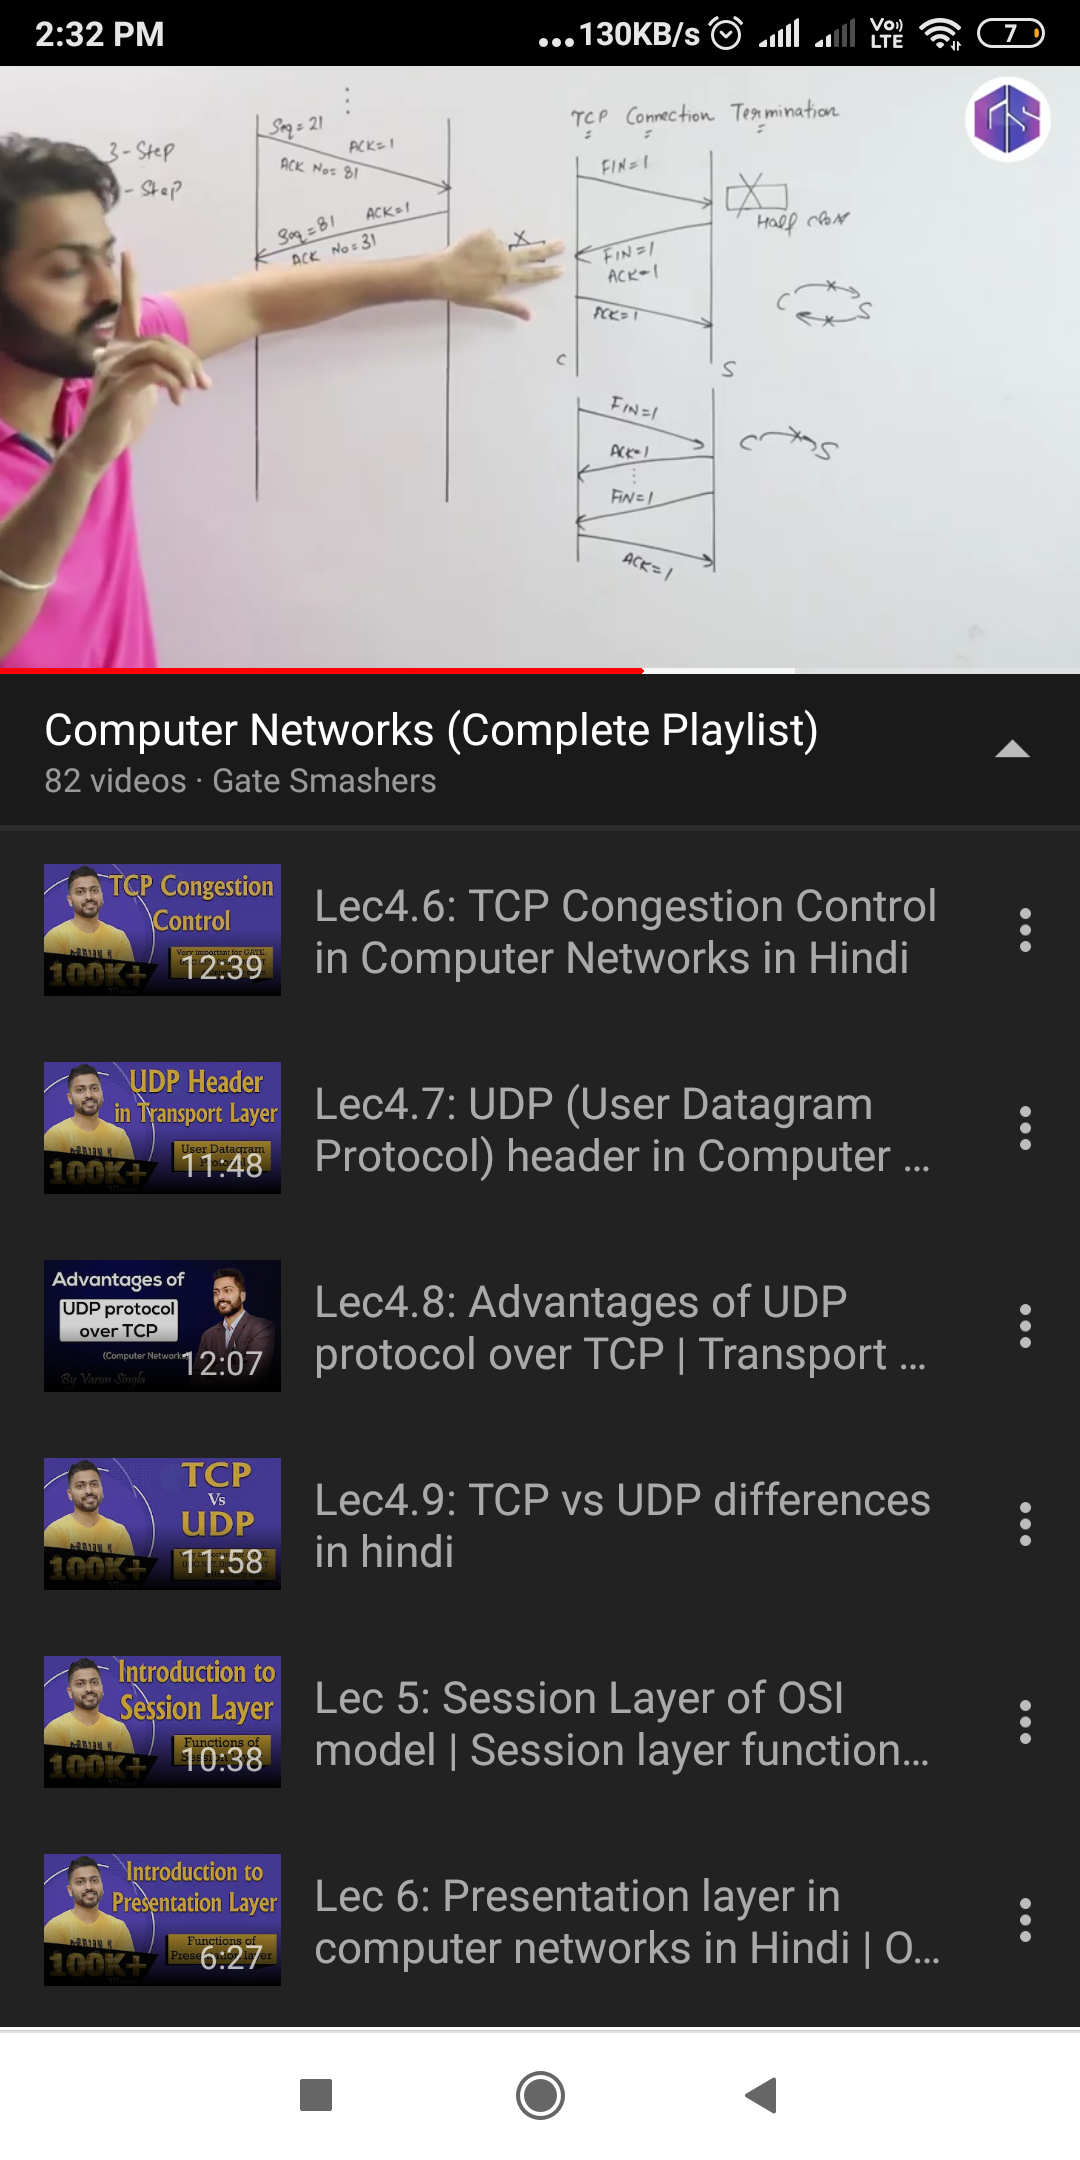 2:32 PM
...130KB/s
Vo))
LTE
7
TCP Connection Termination
3-Step
-Step
Seq=21
ACK=1
ACK No=81
Seq=81
ACK=1
ACK No=31
FIN=1
Half close
FIN=1
ACK=1
ACK=1
C
S
C
S
FIN=1
ACK=1
FIN=1
ACK=1
C
S
Computer Networks (Complete Playlist)
82 videos · Gate Smashers
TCP Congestion
Control
Very important for GATE,
100K+
12:39
Lec4.6: TCP Congestion Control
in Computer Networks in Hindi
UDP Header
in Transport Layer
User Datagram
100K+
11:48
Lec4.7: UDP (User Datagram
Protocol) header in Computer ...
Advantages of
UDP protocol
over TCP
(Computer Network
By Varun Singla
12:07
Lec4.8: Advantages of UDP
protocol over TCP | Transport ...
TCP
Vs
UDP
100K+
11:58
Lec4.9: TCP vs UDP differences
in hindi
Introduction to
Session Layer
Functions of
100K+
10:38
Lec 5: Session Layer of OSI
model | Session layer function...
Introduction to
Presentation Layer
Functions of
100K+
6:27
Lec 6: Presentation layer in
computer networks in Hindi | O...